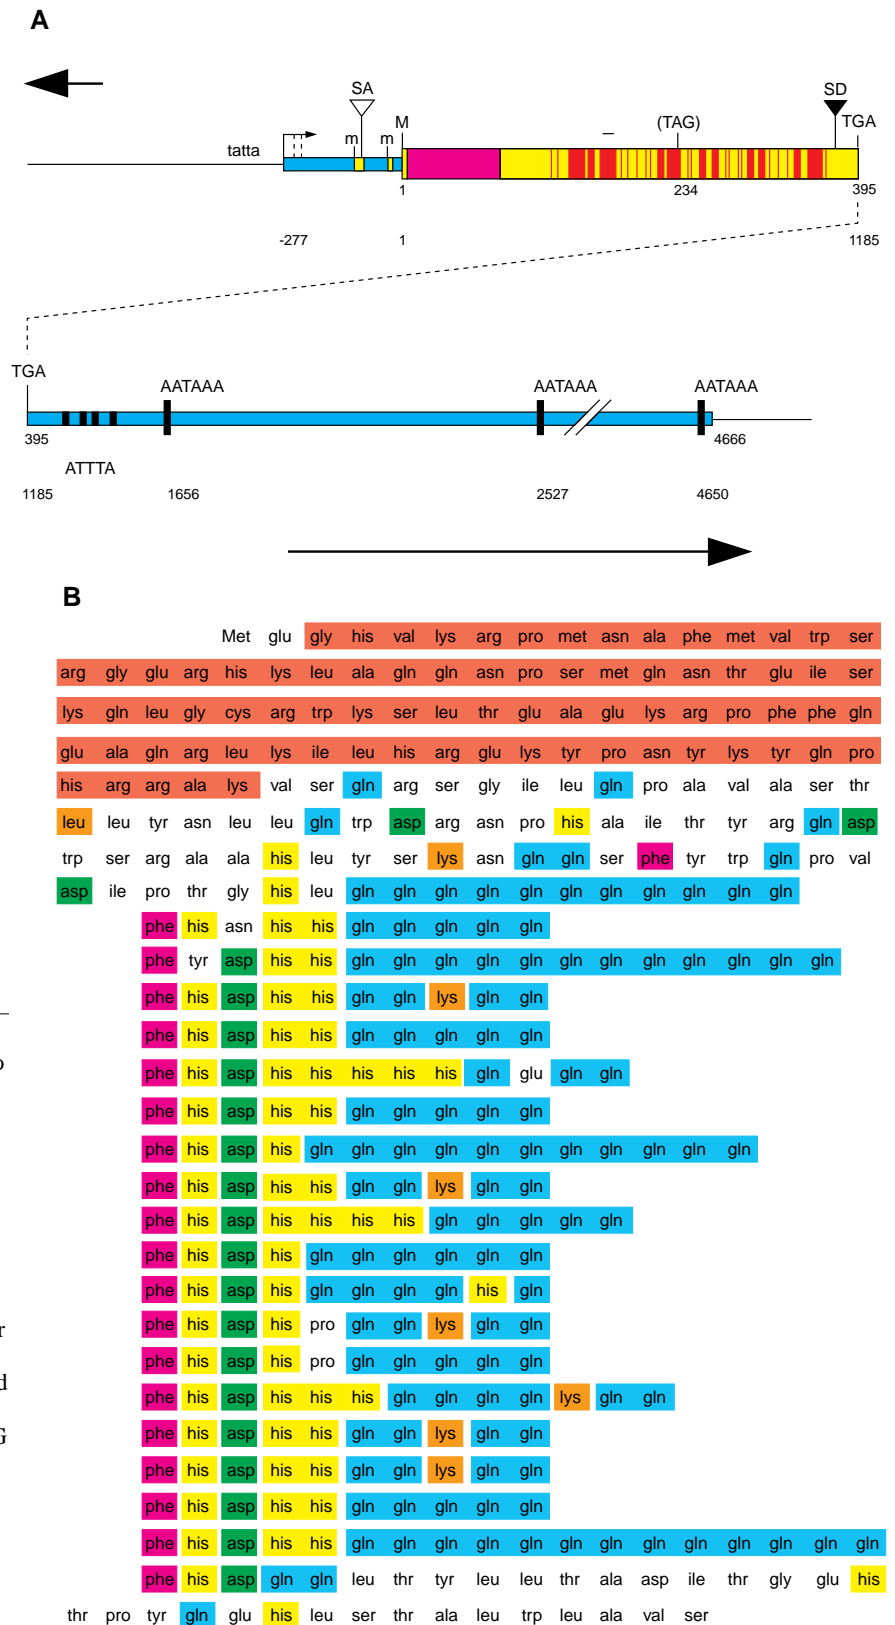 A
SA
SD
M
(TAG)
TGA
m
m
tatta
1
234
395
-277
1
1185
TGA
AATAAA
AATAAA
AATAAA
395
4666
ATTTA
1185
1656
2527
4650
B
Met glu gly his val lys arg pro met asn ala phe met val trp ser
arg gly glu arg his lys leu ala gln gln asn pro ser met gln asn thr glu ile ser
lys gln leu gly cys arg trp lys ser leu thr glu ala glu lys arg pro phe phe gln
glu ala gln arg leu lys ile leu his arg glu lys tyr pro asn tyr lys tyr gln pro
his arg arg ala lys val ser gln arg ser gly ile leu gln pro ala val ala ser thr
leu leu tyr asn leu leu gln trp asp arg asn pro his ala ile thr tyr arg gln asp
trp ser arg ala ala his leu tyr ser lys asn gln gln ser phe tyr trp gln pro val
asp ile pro thr gly his leu gln gln gln gln gln gln gln gln gln gln gln
phe his asn his his gln gln gln gln gln
phe tyr asp his his gln gln gln gln gln gln gln gln gln gln gln gln
phe his asp his his gln gln lys gln gln
phe his asp his his gln gln gln gln gln
phe his asp his his his his his gln glu gln gln
phe his asp his his gln gln gln gln gln
phe his asp his gln gln gln gln gln gln gln gln gln gln gln
phe his asp his his gln gln lys gln gln
phe his asp his his his his gln gln gln gln gln
phe his asp his gln gln gln gln gln gln
phe his asp his gln gln gln gln his gln
phe his asp his pro gln gln lys gln gln
phe his asp his pro gln gln gln gln gln
phe his asp his his his gln gln gln gln lys gln gln
phe his asp his his gln gln lys gln gln
phe his asp his his gln gln lys gln gln
phe his asp his his gln gln gln gln gln
phe his asp his his gln gln gln gln gln gln gln gln gln gln gln gln gln
phe his asp gln gln leu thr tyr leu leu thr ala asp ile thr gly glu his
thr pro tyr gln glu his leu ser thr ala leu trp leu ala val ser